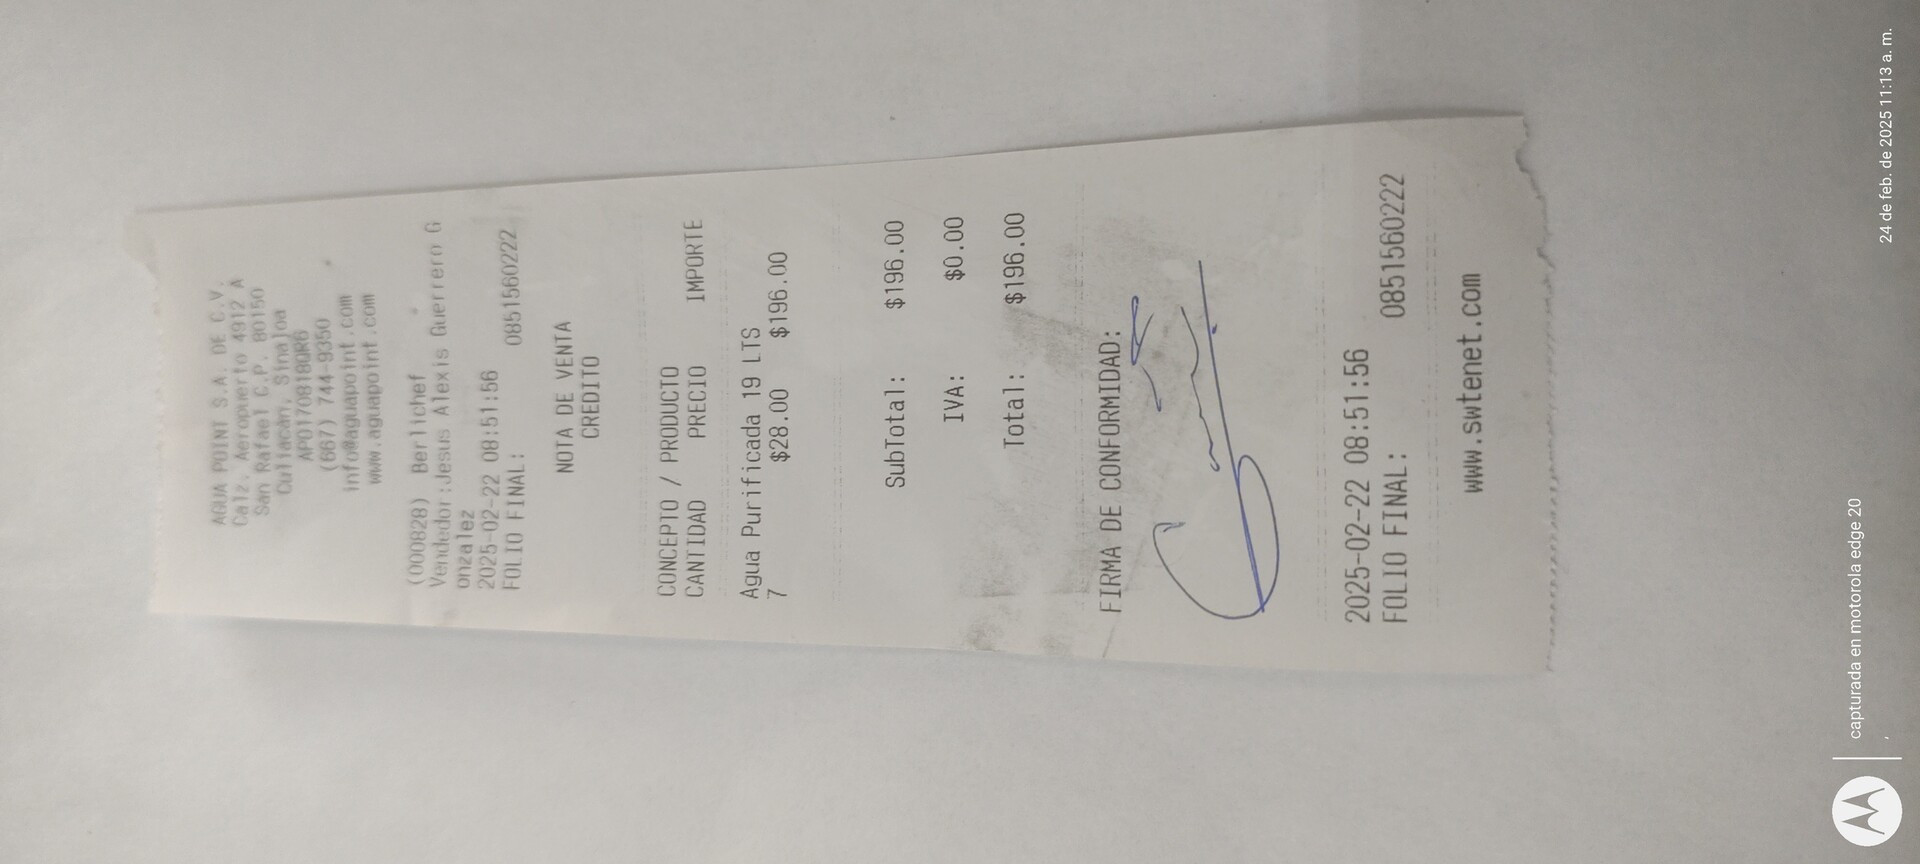 AGUA POINT S.A. DE C.V.
Calz. Aeropuerto 4912 A
San Rafael C.P. 80150
Culiacán, Sinaloa
APO170818QR6
(667) 744-9350
info@aguapoint.com
www.aguapoint.com
(000828) Berlichef
Vendedor:Jesus Alexis Guerrero G
onzalez
2025-02-22 08:51:56
FOLIO FINAL: 0851560222
NOTA DE VENTA
CREDITO
CONCEPTO / PRODUCTO
CANTIDAD PRECIO IMPORTE
Agua Purificada 19 LTS
7 $28.00 $196.00
SubTotal: $196.00
IVA: $0.00
Total: $196.00
FIRMA DE CONFORMIDAD:
2025-02-22 08:51:56
FOLIO FINAL: 0851560222
www.swtenet.com
capturada en motorola edge 20
24 de feb. de 2025 11:13 a. m.